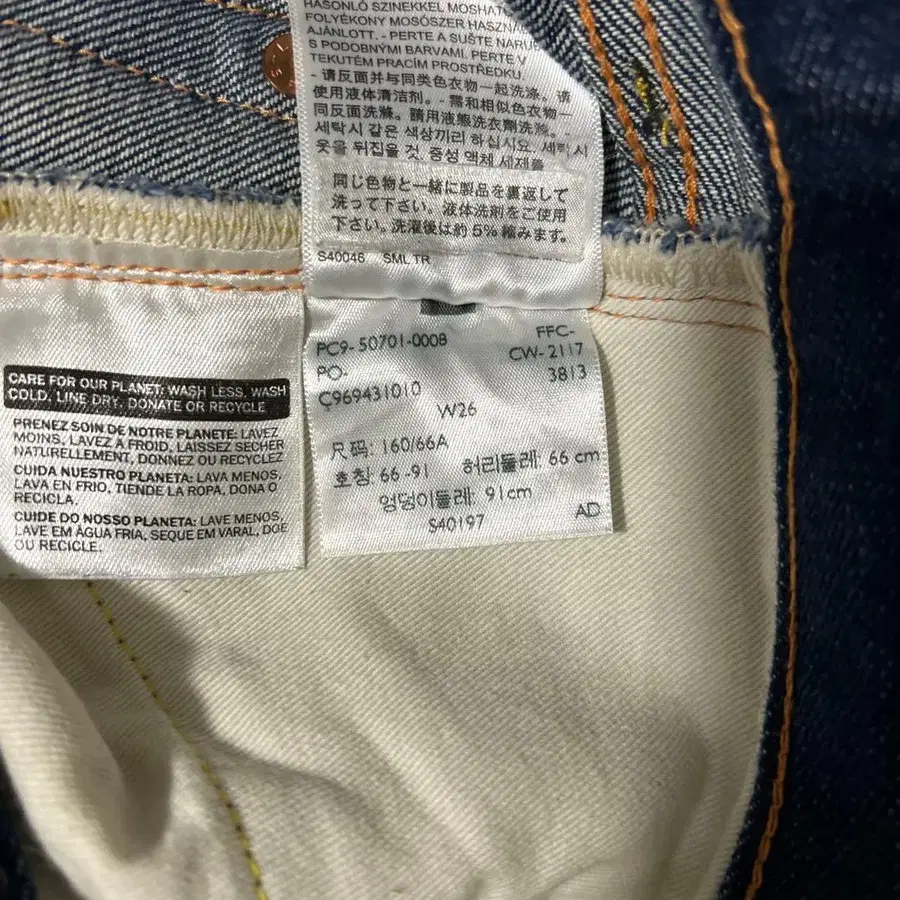 HASONLÓ SZINEKKEL MOSHATÓ
FOLYÉKONY MOSÓSZER HASZNÁ
AJÁNLOTT. - PERTE A SUŠTE NARU
S PODOBNÝMI BARVAMI. PERTE V
TEKUTÉM PRACÍM PROSTŘEDKU.
- 请反面并与同类色衣物一起洗涤, 请
使用液体清洁剂。 - 需和相似色衣物一
同反面洗滌。請用液態洗衣劑洗滌。 -
세탁시 같은 색상끼리 하십시요. 세탁시
옷을 뒤집을 것. 중성 액체 세제를
同じ色物と一緒に製品を裏返して
洗って下さい。液体洗剤をご使用
下さい。洗濯後は約5%縮みます。
S40046 SML TR
CARE FOR OUR PLANET: WASH LESS, WASH
COLD, LINE DRY, DONATE OR RECYCLE
PRENEZ SOIN DE NOTRE PLANETE: LAVEZ
MOINS, LAVEZ A FROID, LAISSEZ SECHER
NATURELLEMENT, DONNEZ OU RECYCLEZ
CUIDA NUESTRO PLANETA: LAVA MENOS,
LAVA EN FRIO, TIENDE LA ROPA, DONA O
RECICLA.
CUIDE DO NOSSO PLANETA: LAVE MENOS,
LAVE EM ÁGUA FRIA, SEQUE EM VARAL, DOE
OU RECICLE.
PC9-50701-0008 FFC-
PO- CW-2117
C969431010 3813
W26
尺码: 160/66A
호칭: 66-91 허리둘레: 66 cm
엉덩이둘레: 91cm
S40197 AD